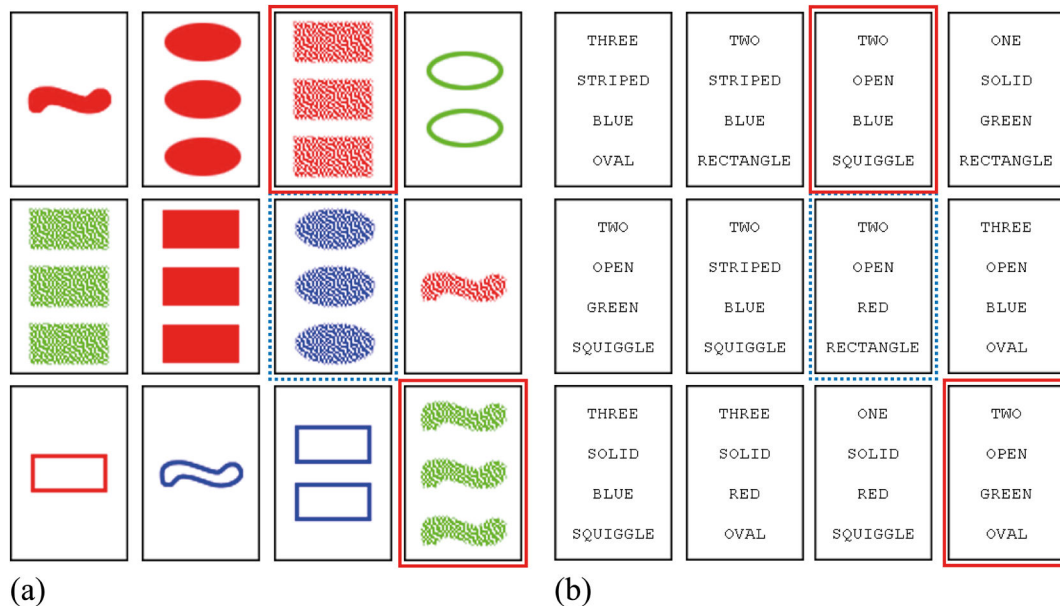 THREE
STRIPED
BLUE
OVAL
TWO
STRIPED
BLUE
RECTANGLE
TWO
OPEN
BLUE
SQUIGGLE
ONE
SOLID
GREEN
RECTANGLE
TWO
OPEN
GREEN
SQUIGGLE
TWO
STRIPED
BLUE
SQUIGGLE
TWO
OPEN
RED
RECTANGLE
THREE
OPEN
BLUE
OVAL
THREE
SOLID
BLUE
SQUIGGLE
THREE
SOLID
RED
OVAL
ONE
SOLID
RED
SQUIGGLE
TWO
OPEN
GREEN
OVAL
(a)
(b)